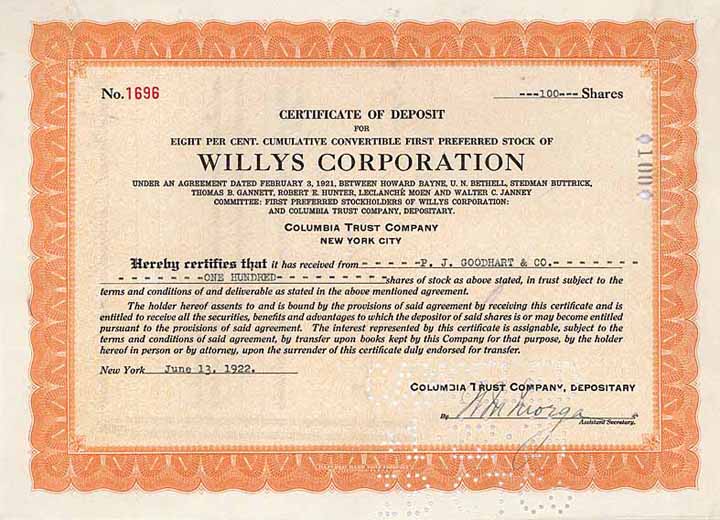 No. 1696
---100--- Shares
CERTIFICATE OF DEPOSIT
FOR
EIGHT PER CENT. CUMULATIVE CONVERTIBLE FIRST PREFERRED STOCK OF
WILLYS CORPORATION
UNDER AN AGREEMENT DATED FEBRUARY 3, 1921, BETWEEN HOWARD BAYNE, U. N. BETHELL, STEDMAN BUTTRICK,
THOMAS B. GANNETT, ROBERT E. HUNTER, LECLANCHÉ MOEN AND WALTER C. JANNEY
COMMITTEE: FIRST PREFERRED STOCKHOLDERS OF WILLYS CORPORATION:
AND COLUMBIA TRUST COMPANY, DEPOSITARY.
COLUMBIA TRUST COMPANY
NEW YORK CITY
Hereby certifies that it has received from - - - - - P. J. GOODHART & CO. - - - - - - - -
- - - - - - - ONE HUNDRED - - - - - - - - - - shares of stock as above stated, in trust subject to the
terms and conditions of and deliverable as stated in the above mentioned agreement.
The holder hereof assents to and is bound by the provisions of said agreement by receiving this certificate and is
entitled to receive all the securities, benefits and advantages to which the depositor of said shares is or may become entitled
pursuant to the provisions of said agreement. The interest represented by this certificate is assignable, subject to the
terms and conditions of said agreement, by transfer upon books kept by this Company for that purpose, by the holder
hereof in person or by attorney, upon the surrender of this certificate duly endorsed for transfer.
New York June 13, 1922.
COLUMBIA TRUST COMPANY, DEPOSITARY
By
Assistant Secretary.
100